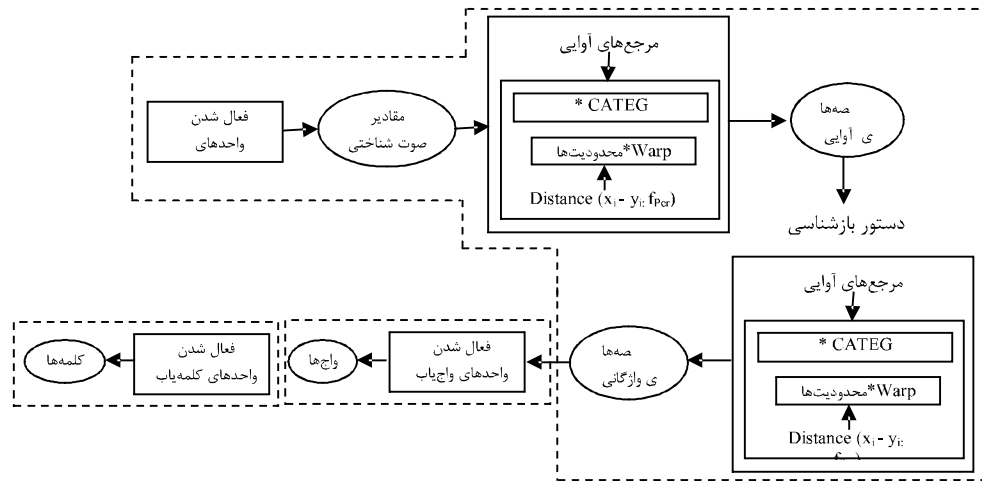 مرجع‌های آوایی
* CATEG
محدودیت‌ها*Warp
Distance (xᵢ - yᵢ: fPer)
فعال شدن
واحدهای
مقادیر
صوت شناختی
صه‌ها
ی آوایی
دستور بازشناسی
مرجع‌های آوایی
* CATEG
محدودیت‌ها*Warp
Distance (xᵢ - yᵢ:
صه‌ها
ی واژگانی
فعال شدن
واحدهای واج‌یاب
واج‌ها
فعال شدن
واحدهای کلمه‌یاب
کلمه‌ها